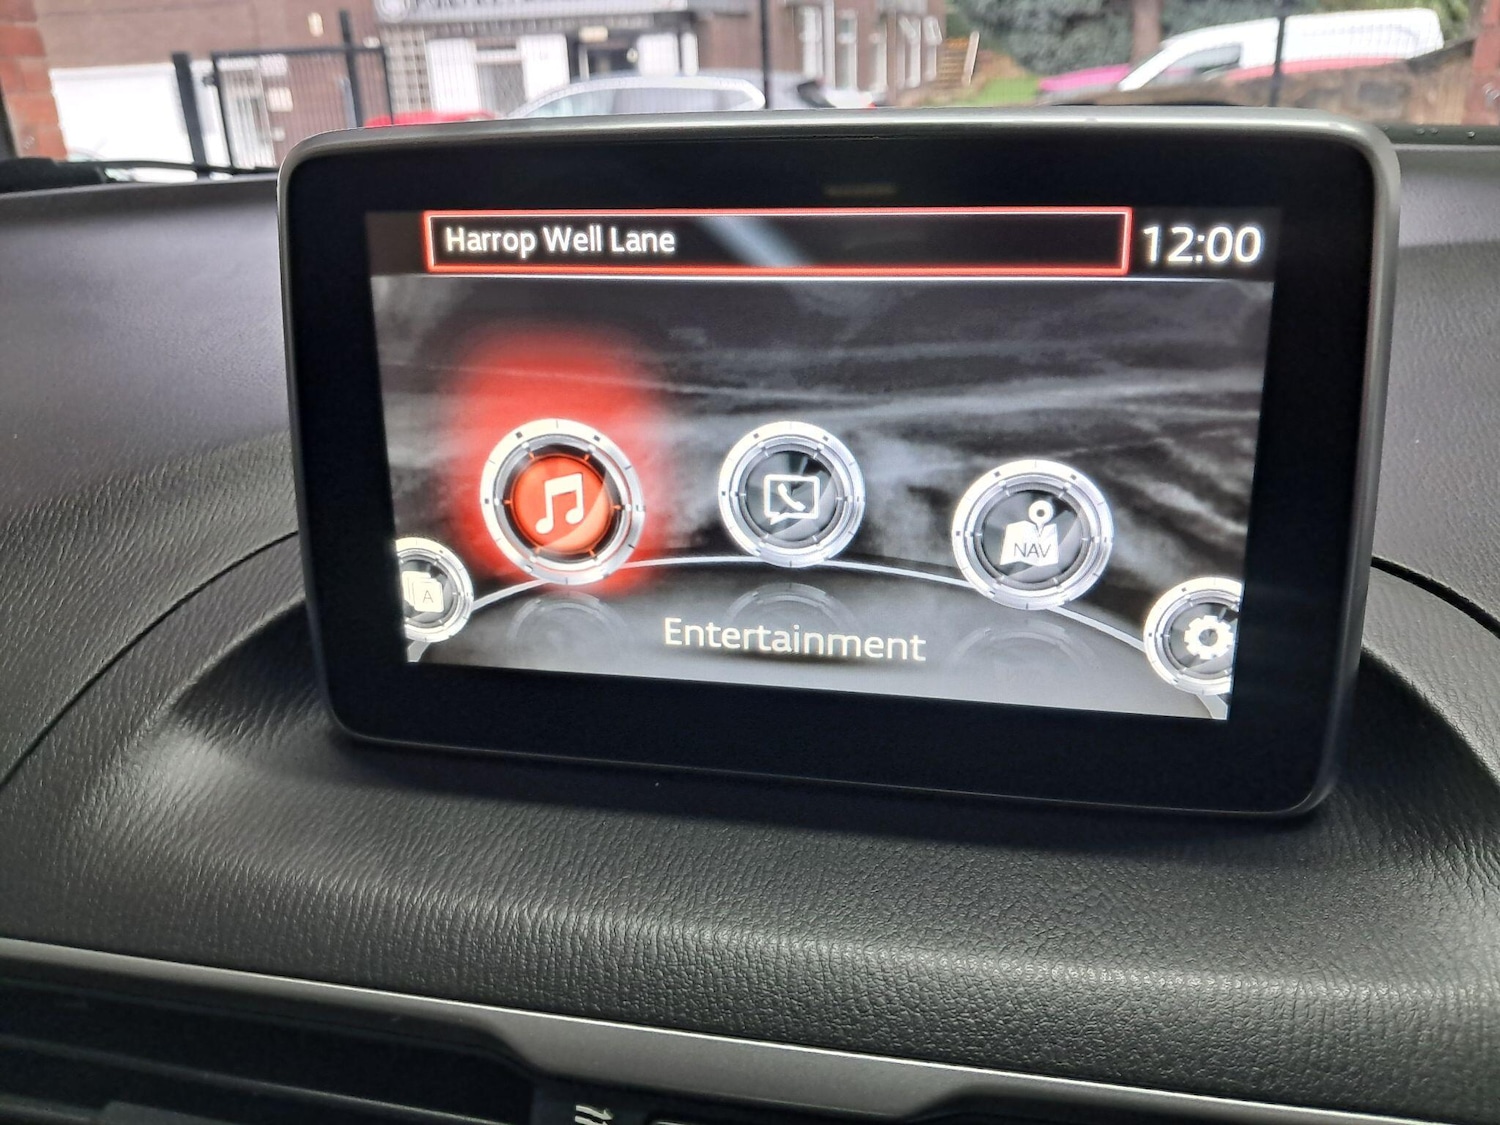 Harrop Well Lane
12:00
A
NAV
Entertainment